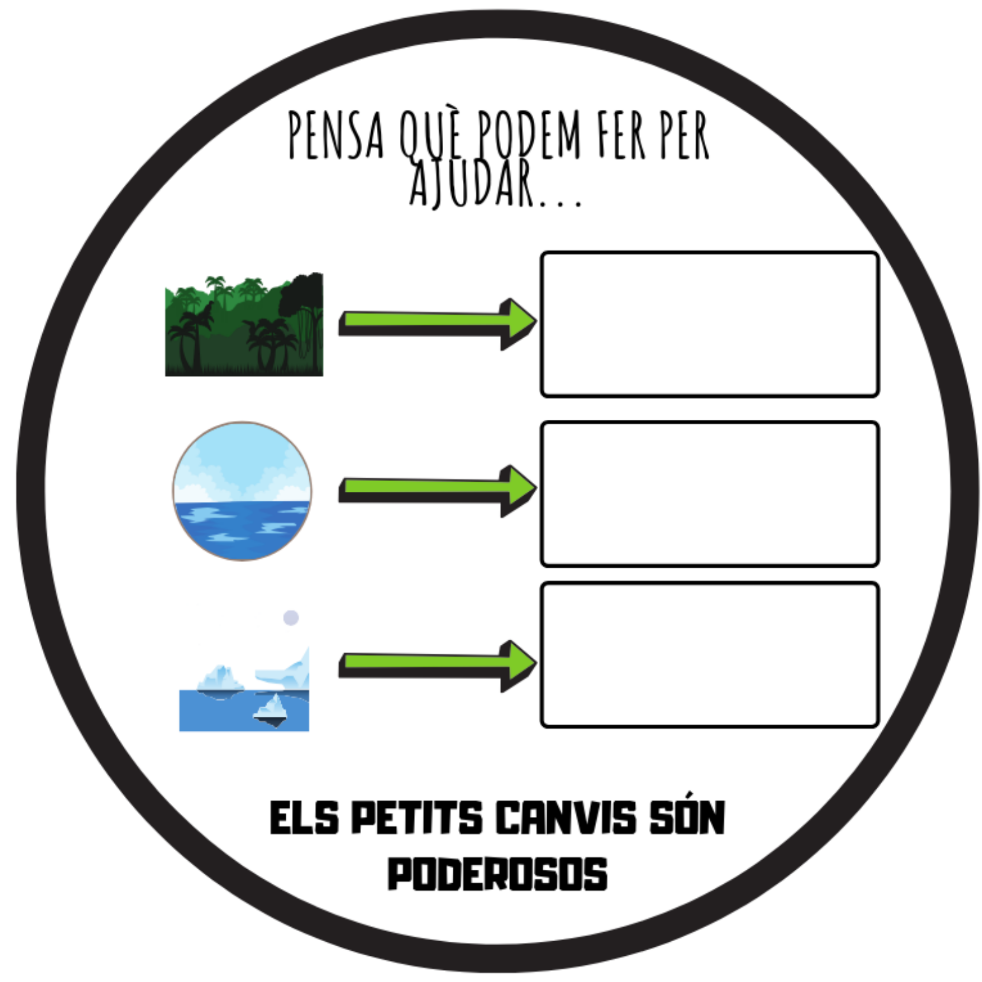 PENSA QUÈ PODEM FER PER
AJUDAR...
ELS PETITS CANVIS SÓN
PODEROSOS